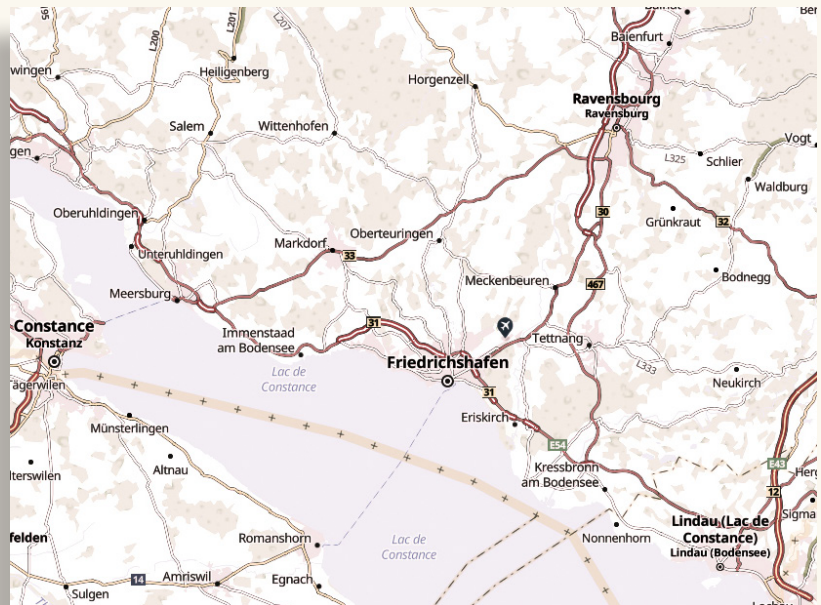 L200
L201
L207
Baienfurt
Heiligenberg
Horgenzell
Ravensbourg
Ravensburg
Salem
Wittenhofen
L325
Schlier
Vogt
Waldburg
Oberuhldingen
Unteruhldingen
Markdorf
33
Oberteuringen
30
Grünkraut
32
Bodnegg
Meersburg
Meckenbeuren
467
Constance
Konstanz
Immenstaad
am Bodensee
31
Friedrichshafen
Tettnang
L333
Neukirch
Lac de
Constance
ägerwilen
Münsterlingen
31
Eriskirch
E54
Altnau
Kressbronn
am Bodensee
E43
12
Lindau (Lac de
Constance)
Lindau (Bodensee)
Nonnenhorn
Romanshorn
Lac de
Constance
14
Amriswil
Egnach
Sulgen